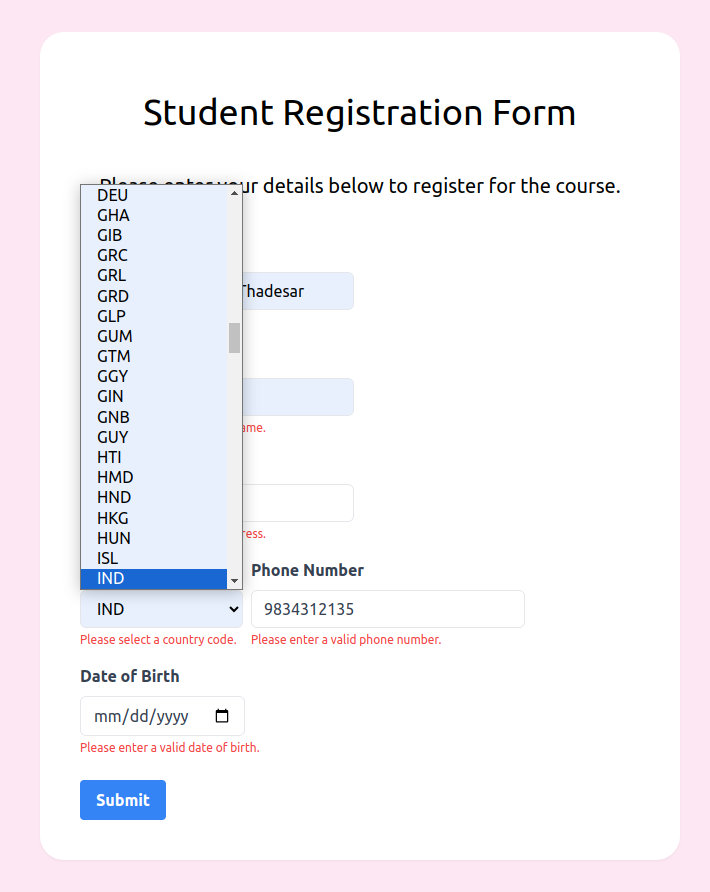 Student Registration Form
Please enter your details below to register for the course.
DEU
GHA
GIB
GRC
GRL
GRD
GLP
GUM
GTM
GGY
GIN
GNB
GUY
HTI
HMD
HND
HKG
HUN
ISL
IND
Thadesar
ame.
ress.
Phone Number
IND
9834312135
Please select a country code.
Please enter a valid phone number.
Date of Birth
mm/dd/yyyy
Please enter a valid date of birth.
Submit